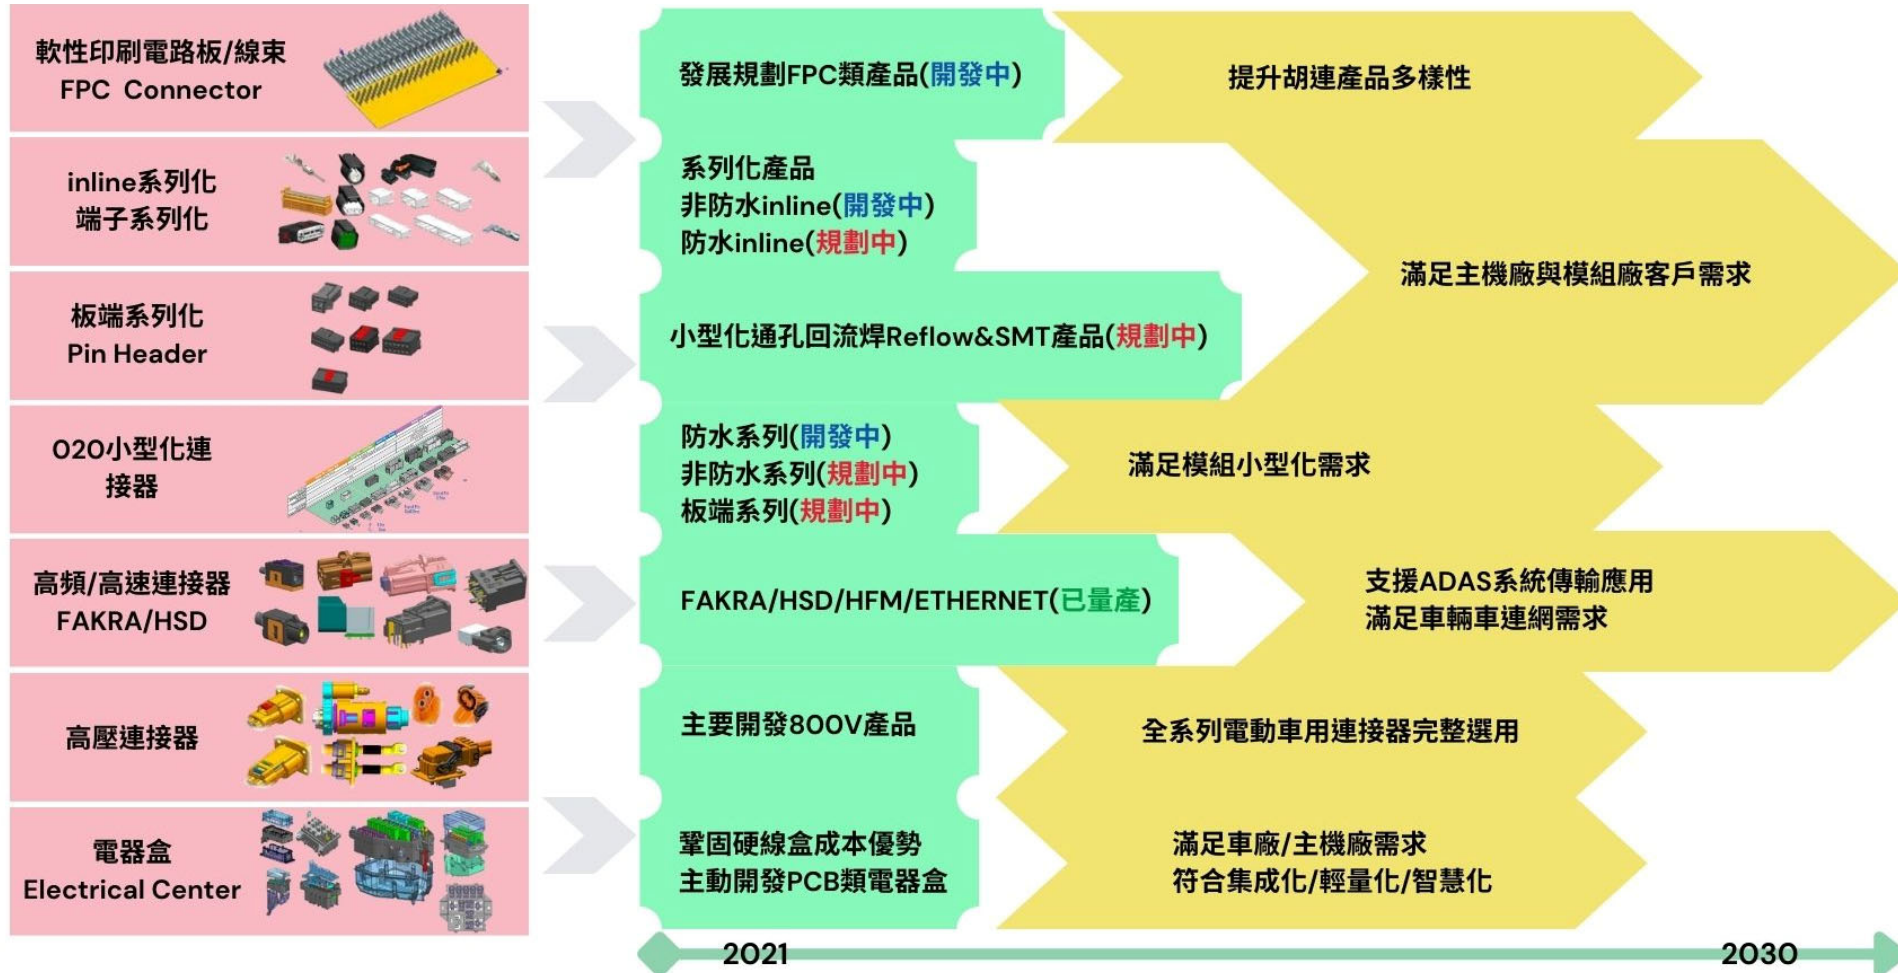 軟性印刷電路板/線束
FPC Connector
發展規劃FPC類產品(開發中)
提升胡連產品多樣性
inline系列化
端子系列化
系列化產品
非防水inline(開發中)
防水inline(規劃中)
滿足主機廠與模組廠客戶需求
板端系列化
Pin Header
小型化通孔回流焊Reflow&SMT產品(規劃中)
020小型化連
接器
防水系列(開發中)
非防水系列(規劃中)
板端系列(規劃中)
滿足模組小型化需求
高頻/高速連接器
FAKRA/HSD
FAKRA/HSD/HFM/ETHERNET(已量產)
支援ADAS系統傳輸應用
滿足車輛車連網需求
高壓連接器
主要開發800V產品
全系列電動車用連接器完整選用
電器盒
Electrical Center
鞏固硬線盒成本優勢
主動開發PCB類電器盒
滿足車廠/主機廠需求
符合集成化/輕量化/智慧化
2021
2030